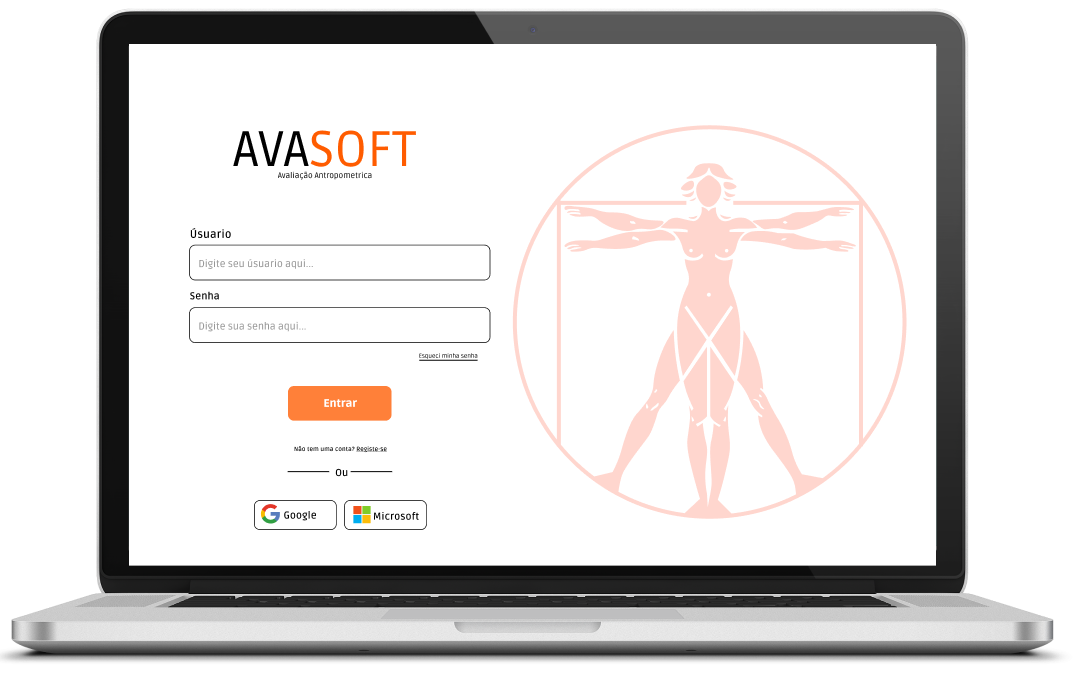 AVASOFT
Avaliação Antropometrica
Úsuario
Digite seu úsuario aqui...
Senha
Digite sua senha aqui...
Esqueci minha senha
Entrar
Não tem uma conta? Registe-se
Ou
Google
Microsoft